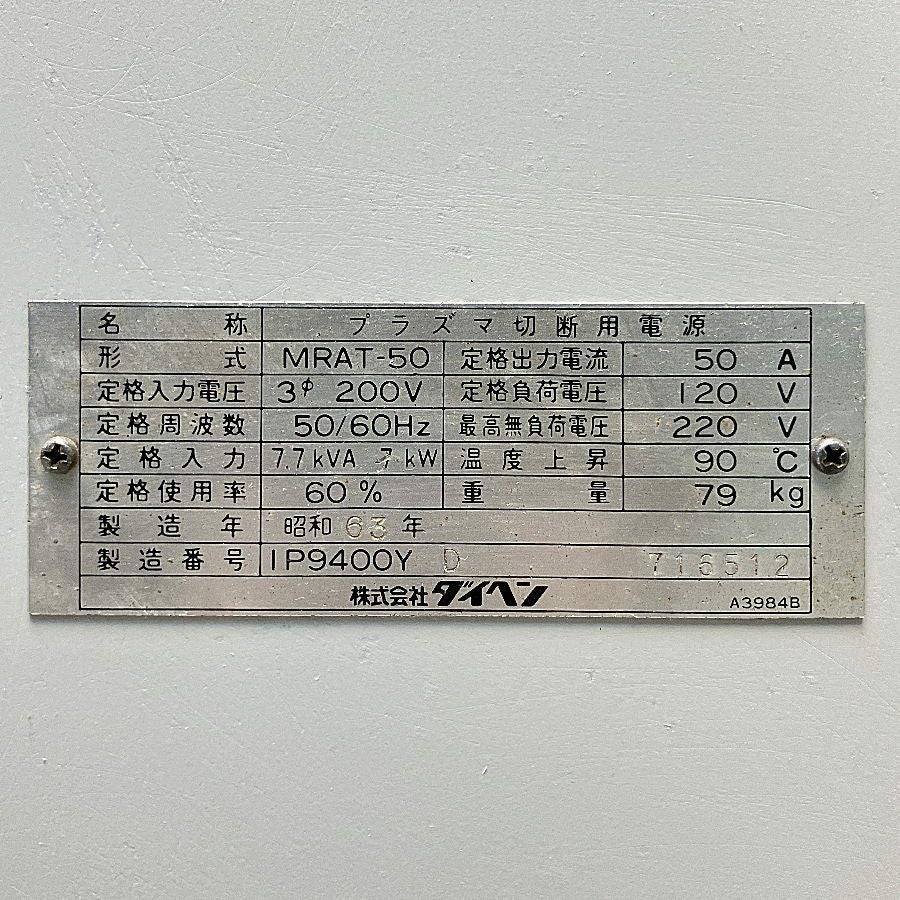 名称 プラズマ切断用電源
形式 MRAT-50 定格出力電流 50 A
定格入力電圧 3φ 200V 定格負荷電圧 120 V
定格周波数 50/60Hz 最高無負荷電圧 220 V
定格入力 7.7kVA 7kW 温度上昇 90 ℃
定格使用率 60% 重量 79 kg
製造年 昭和63年
製造番号 1P9400Y D 716512
株式会社ダイヘン A3984B